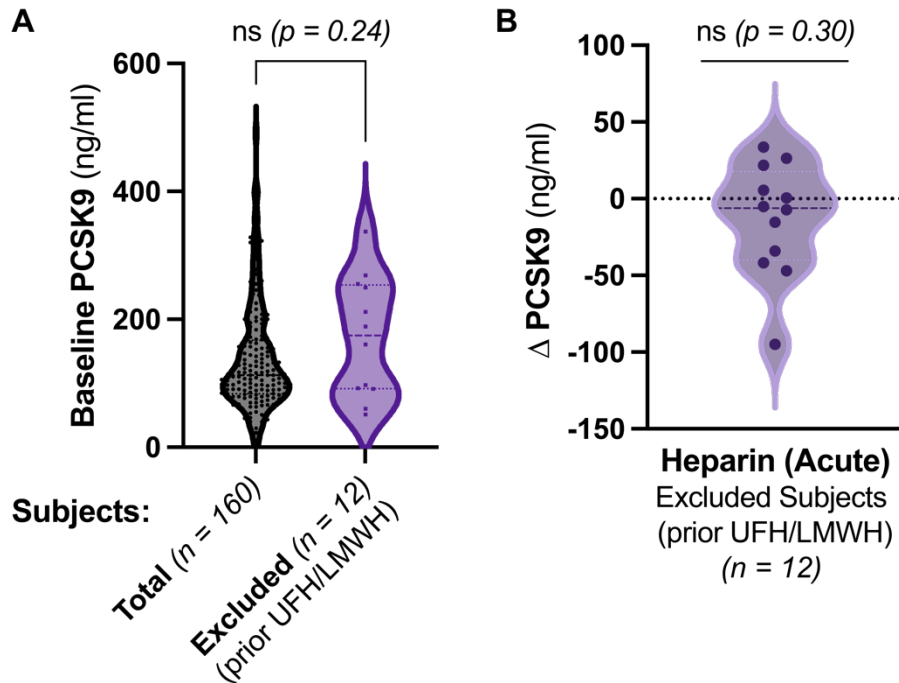 A
ns (p = 0.24)
600
400
200
0
Baseline PCSK9 (ng/ml)
Subjects:
Total (n = 160)
Excluded (n = 12)
(prior UFH/LMWH)
B
ns (p = 0.30)
100
50
0
-50
-100
-150
Δ PCSK9 (ng/ml)
Heparin (Acute)
Excluded Subjects
(prior UFH/LMWH)
(n = 12)